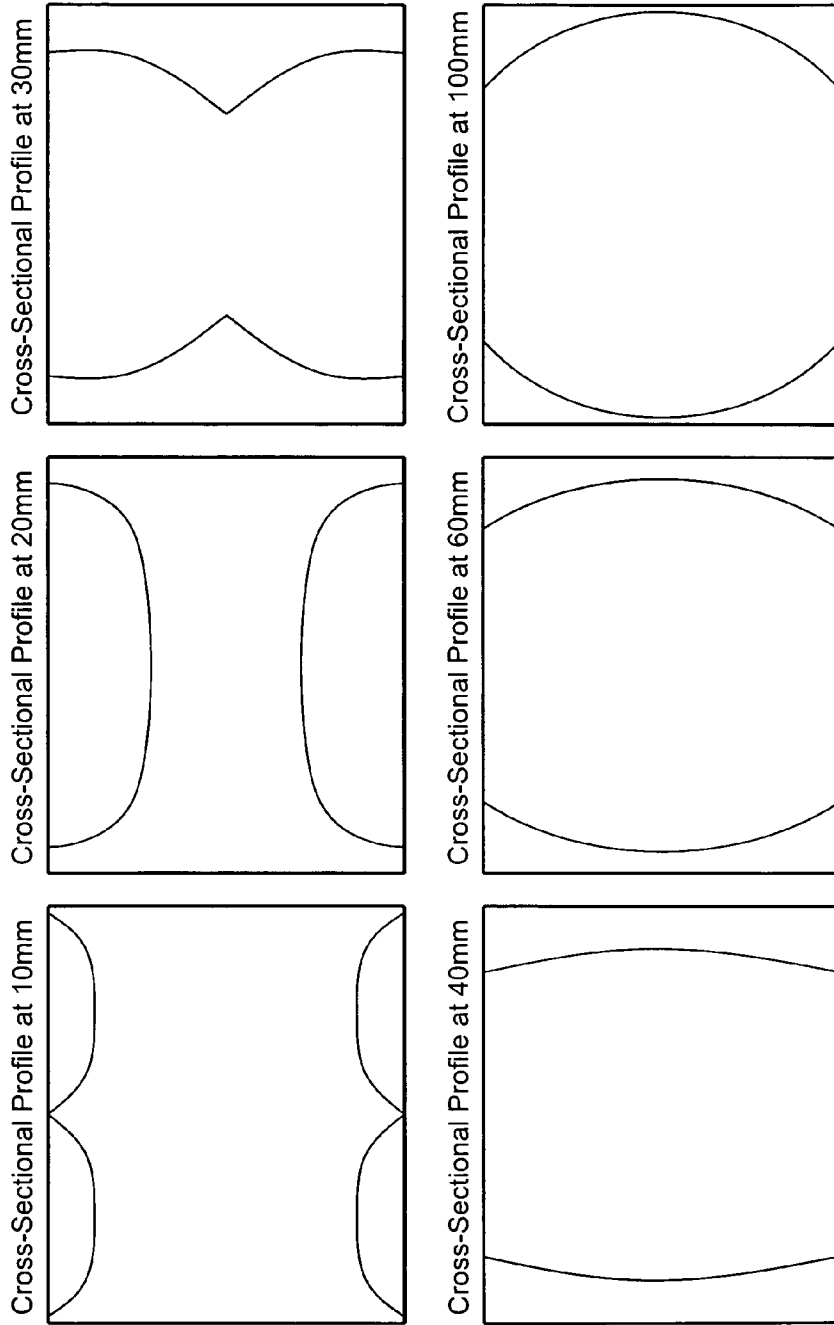 Cross-Sectional Profile at 10mm
Cross-Sectional Profile at 20mm
Cross-Sectional Profile at 30mm
Cross-Sectional Profile at 40mm
Cross-Sectional Profile at 60mm
Cross-Sectional Profile at 100mm